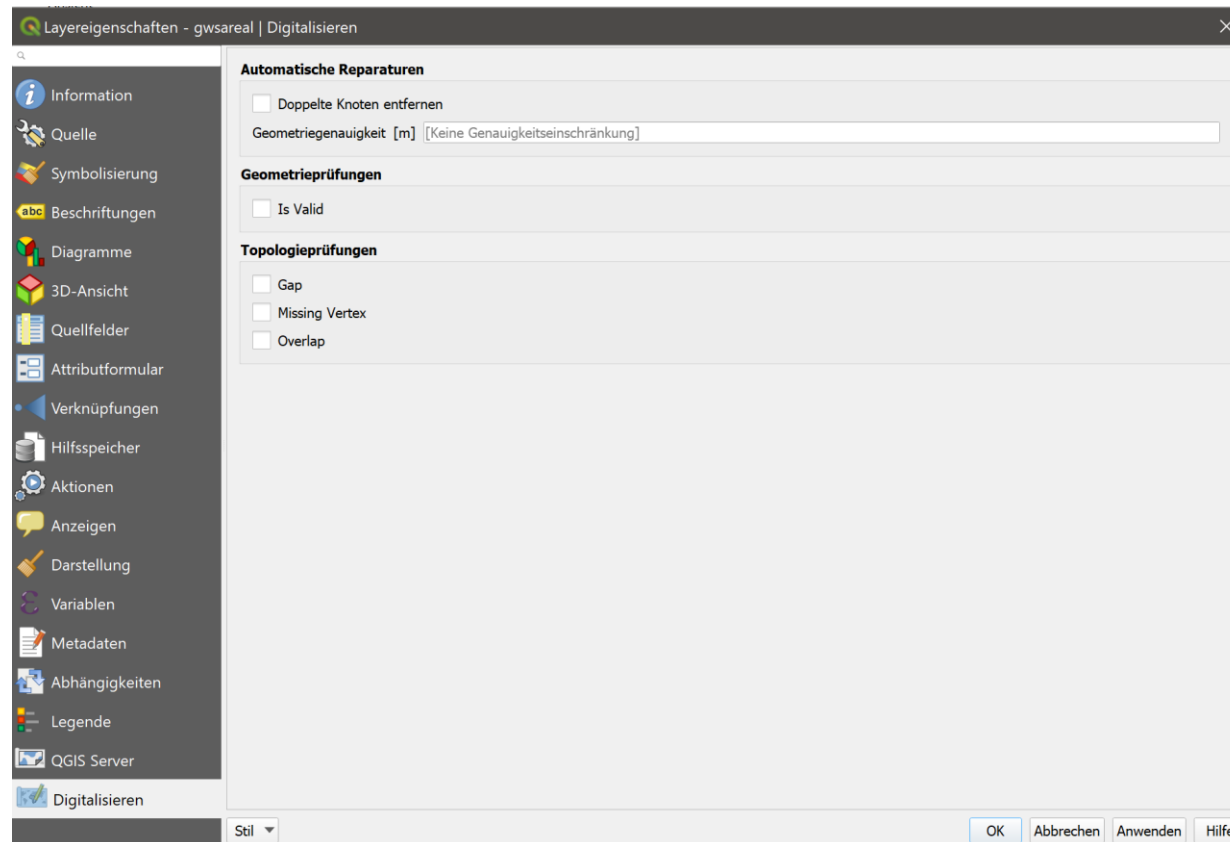 Layereigenschaften - gwsareal | Digitalisieren
Information
Quelle
Symbolisierung
abc Beschriftungen
Diagramme
3D-Ansicht
Quellfelder
Attributformular
Verknüpfungen
Hilfsspeicher
Aktionen
Anzeigen
Darstellung
Variablen
Metadaten
Abhängigkeiten
Legende
QGIS Server
Digitalisieren
Automatische Reparaturen
Doppelte Knoten entfernen
Geometriegenauigkeit [m] [Keine Genauigkeitseinschränkung]
Geometrieprüfungen
Is Valid
Topologieprüfungen
Gap
Missing Vertex
Overlap
Stil
OK Abbrechen Anwenden Hilfe